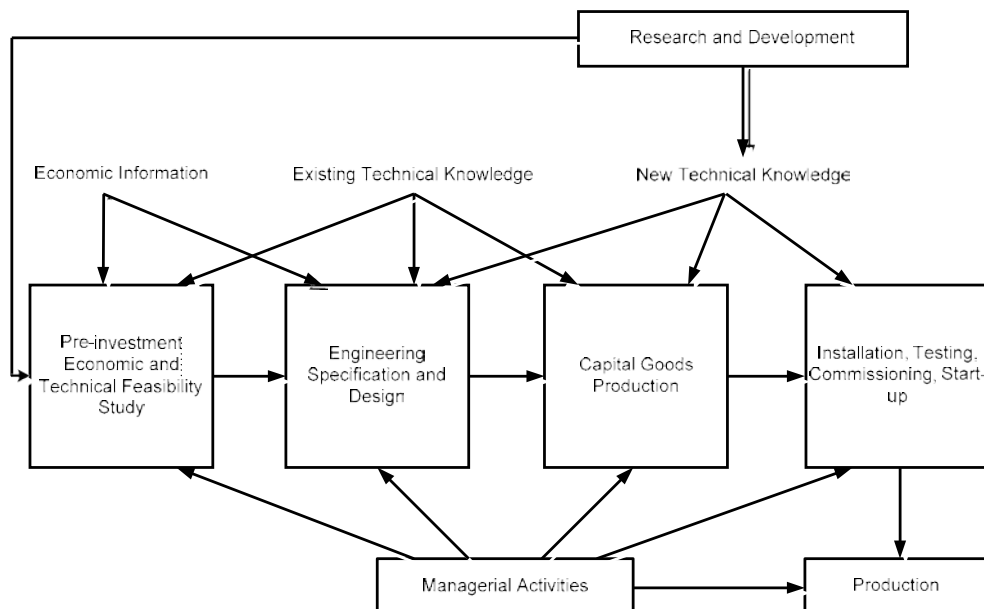 Research and Development
Economic Information
Existing Technical Knowledge
New Technical Knowledge
Pre-investment
Economic and
Technical Feasibility
Study
Engineering
Specification and
Design
Capital Goods
Production
Installation, Testing,
Commissioning, Start-
up
Managerial Activities
Production